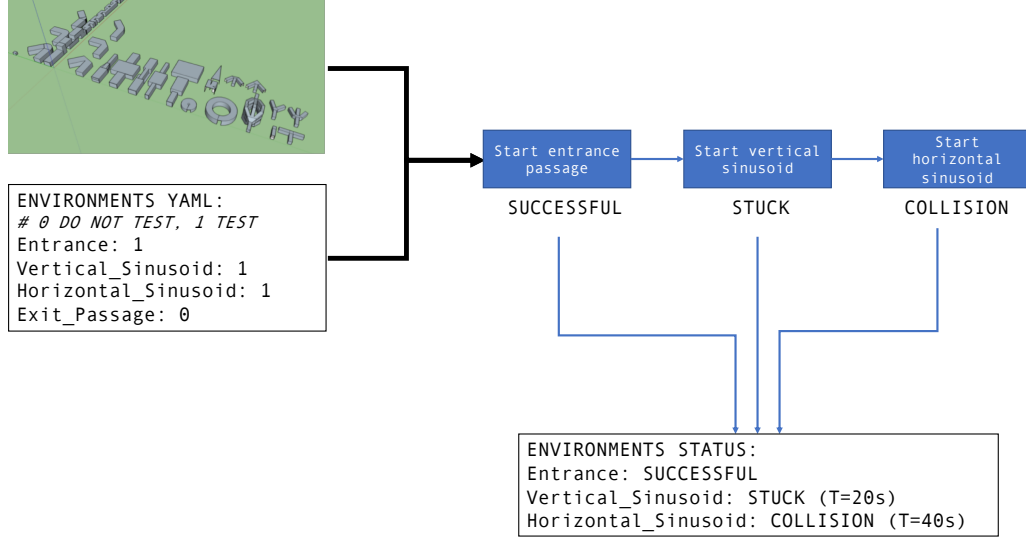 ENVIRONMENTS YAML:
# 0 DO NOT TEST, 1 TEST
Entrance: 1
Vertical_Sinusoid: 1
Horizontal_Sinusoid: 1
Exit_Passage: 0
Start entrance
passage
SUCCESSFUL
Start vertical
sinusoid
STUCK
Start
horizontal
sinusoid
COLLISION
ENVIRONMENTS STATUS:
Entrance: SUCCESSFUL
Vertical_Sinusoid: STUCK (T=20s)
Horizontal_Sinusoid: COLLISION (T=40s)